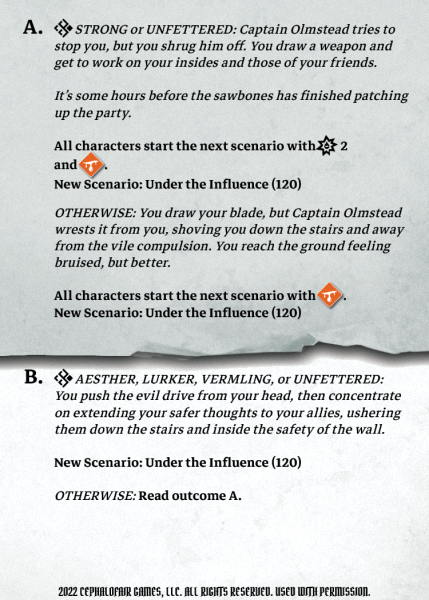 A. STRONG or UNFETTERED: Captain Olmstead tries to
stop you, but you shrug him off. You draw a weapon and
get to work on your insides and those of your friends.
It's some hours before the sawbones has finished patching
up the party.
All characters start the next scenario with 2
and .
New Scenario: Under the Influence (120)
OTHERWISE: You draw your blade, but Captain Olmstead
wrests it from you, shoving you down the stairs and away
from the vile compulsion. You reach the ground feeling
bruised, but better.
All characters start the next scenario with .
New Scenario: Under the Influence (120)
B. AESTHER, LURKER, VERMLING, or UNFETTERED:
You push the evil drive from your head, then concentrate
on extending your safer thoughts to your allies, ushering
them down the stairs and inside the safety of the wall.
New Scenario: Under the Influence (120)
OTHERWISE: Read outcome A.
2022 CEPHALOFAIR GAMES, LLC. ALL RIGHTS RESERVED. USED WITH PERMISSION.